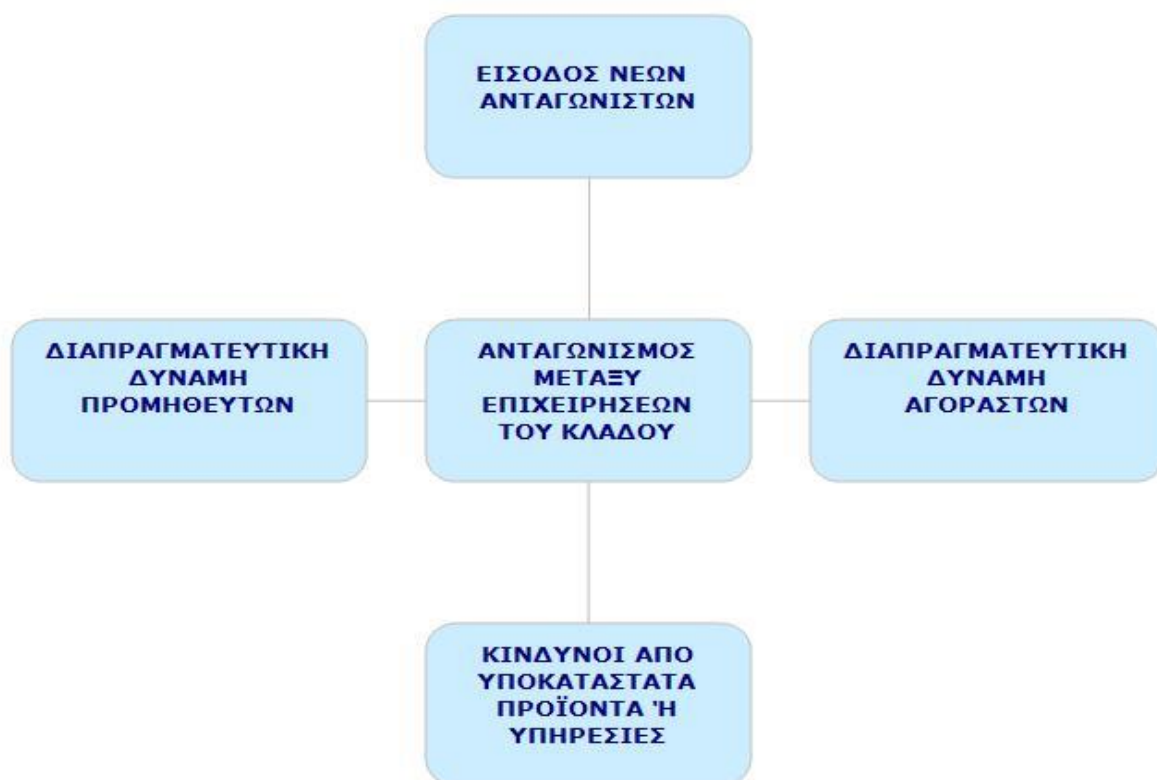 ΕΙΣΟΔΟΣ ΝΕΩΝ
ΑΝΤΑΓΩΝΙΣΤΩΝ
ΔΙΑΠΡΑΓΜΑΤΕΥΤΙΚΗ
ΔΥΝΑΜΗ
ΠΡΟΜΗΘΕΥΤΩΝ
ΑΝΤΑΓΩΝΙΣΜΟΣ
ΜΕΤΑΞΥ
ΕΠΙΧΕΙΡΗΣΕΩΝ
ΤΟΥ ΚΛΑΔΟΥ
ΔΙΑΠΡΑΓΜΑΤΕΥΤΙΚΗ
ΔΥΝΑΜΗ
ΑΓΟΡΑΣΤΩΝ
ΚΙΝΔΥΝΟΙ ΑΠΟ
ΥΠΟΚΑΤΑΣΤΑΤΑ
ΠΡΟΪΟΝΤΑ Ή
ΥΠΗΡΕΣΙΕΣ